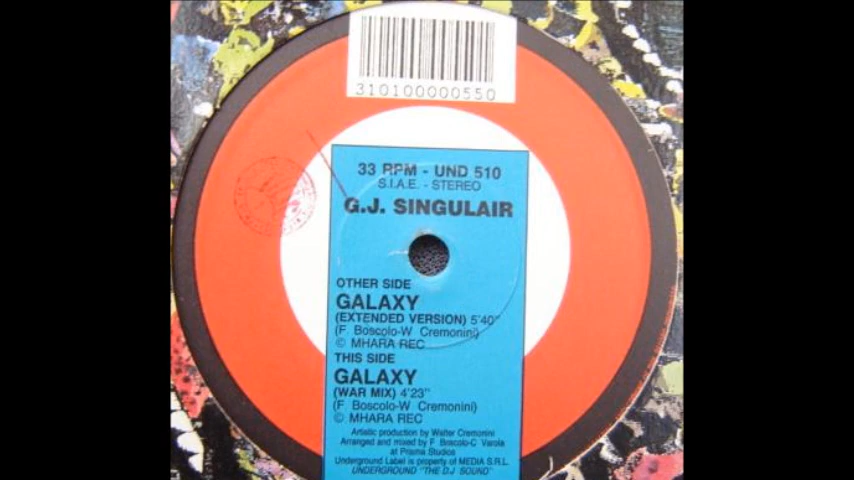 310100000550
33 RPM - UND 510
S.I.A.E. - STEREO
G.J. SINGULAIR
OTHER SIDE
GALAXY
(EXTENDED VERSION) 5'40"
(F. Boscolo-W. Cremonini)
© MHARA REC
THIS SIDE
GALAXY
(WAR MIX) 4'23"
(F. Boscolo-W. Cremonini)
© MHARA REC
Artistic production by Walter Cremonini
Arranged and mixed by F. Boscolo-C. Varola
at Prisma Studios
Underground Label is property of MEDIA S.R.L.
UNDERGROUND "THE D.J. SOUND"